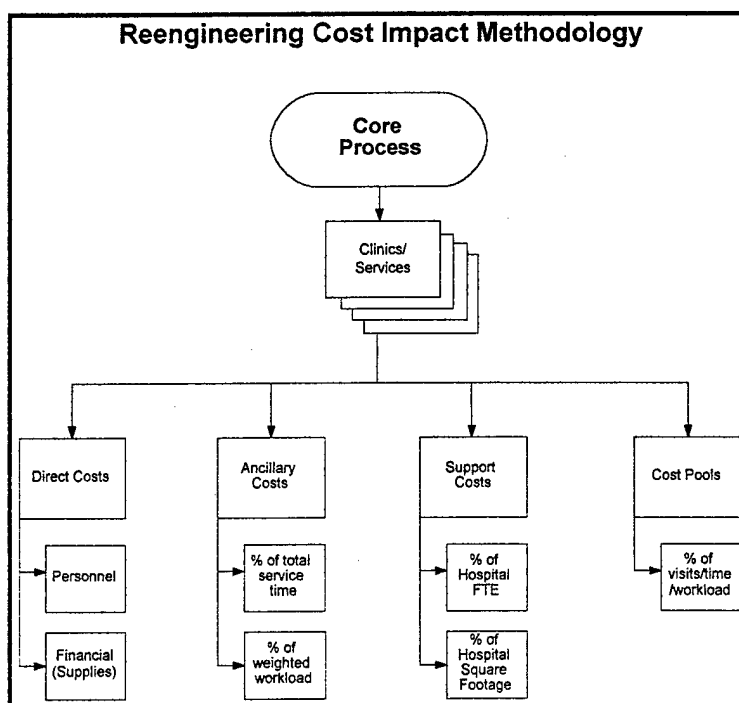 Reengineering Cost Impact Methodology
Core
Process
Clinics/
Services
Direct Costs
Ancillary
Costs
Support
Costs
Cost Pools
Personnel
% of total
service
time
% of
Hospital
FTE
% of
visits/time
/workload
Financial
(Supplies)
% of
weighted
workload
% of
Hospital
Square
Footage